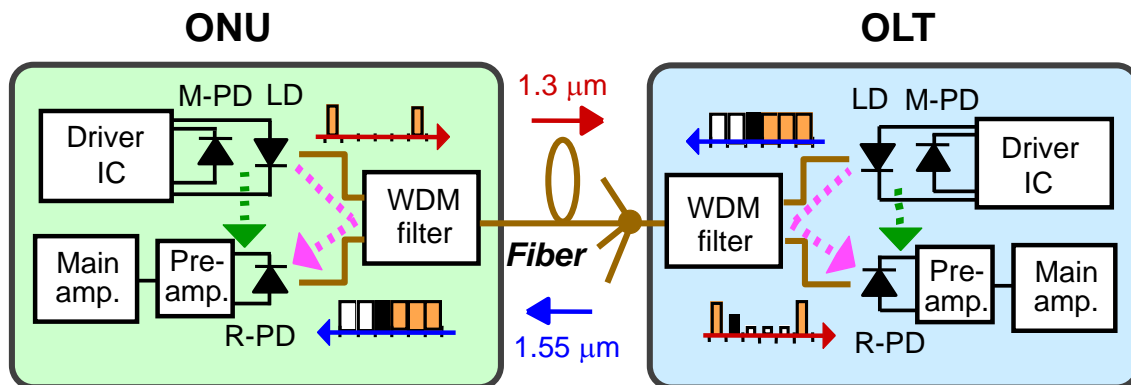 ONU
OLT
M-PD LD
Driver
IC
WDM
filter
Main
amp.
Pre-
amp.
R-PD
1.3 μm
Fiber
1.55 μm
LD M-PD
Driver
IC
WDM
filter
Pre-
amp.
Main
amp.
R-PD